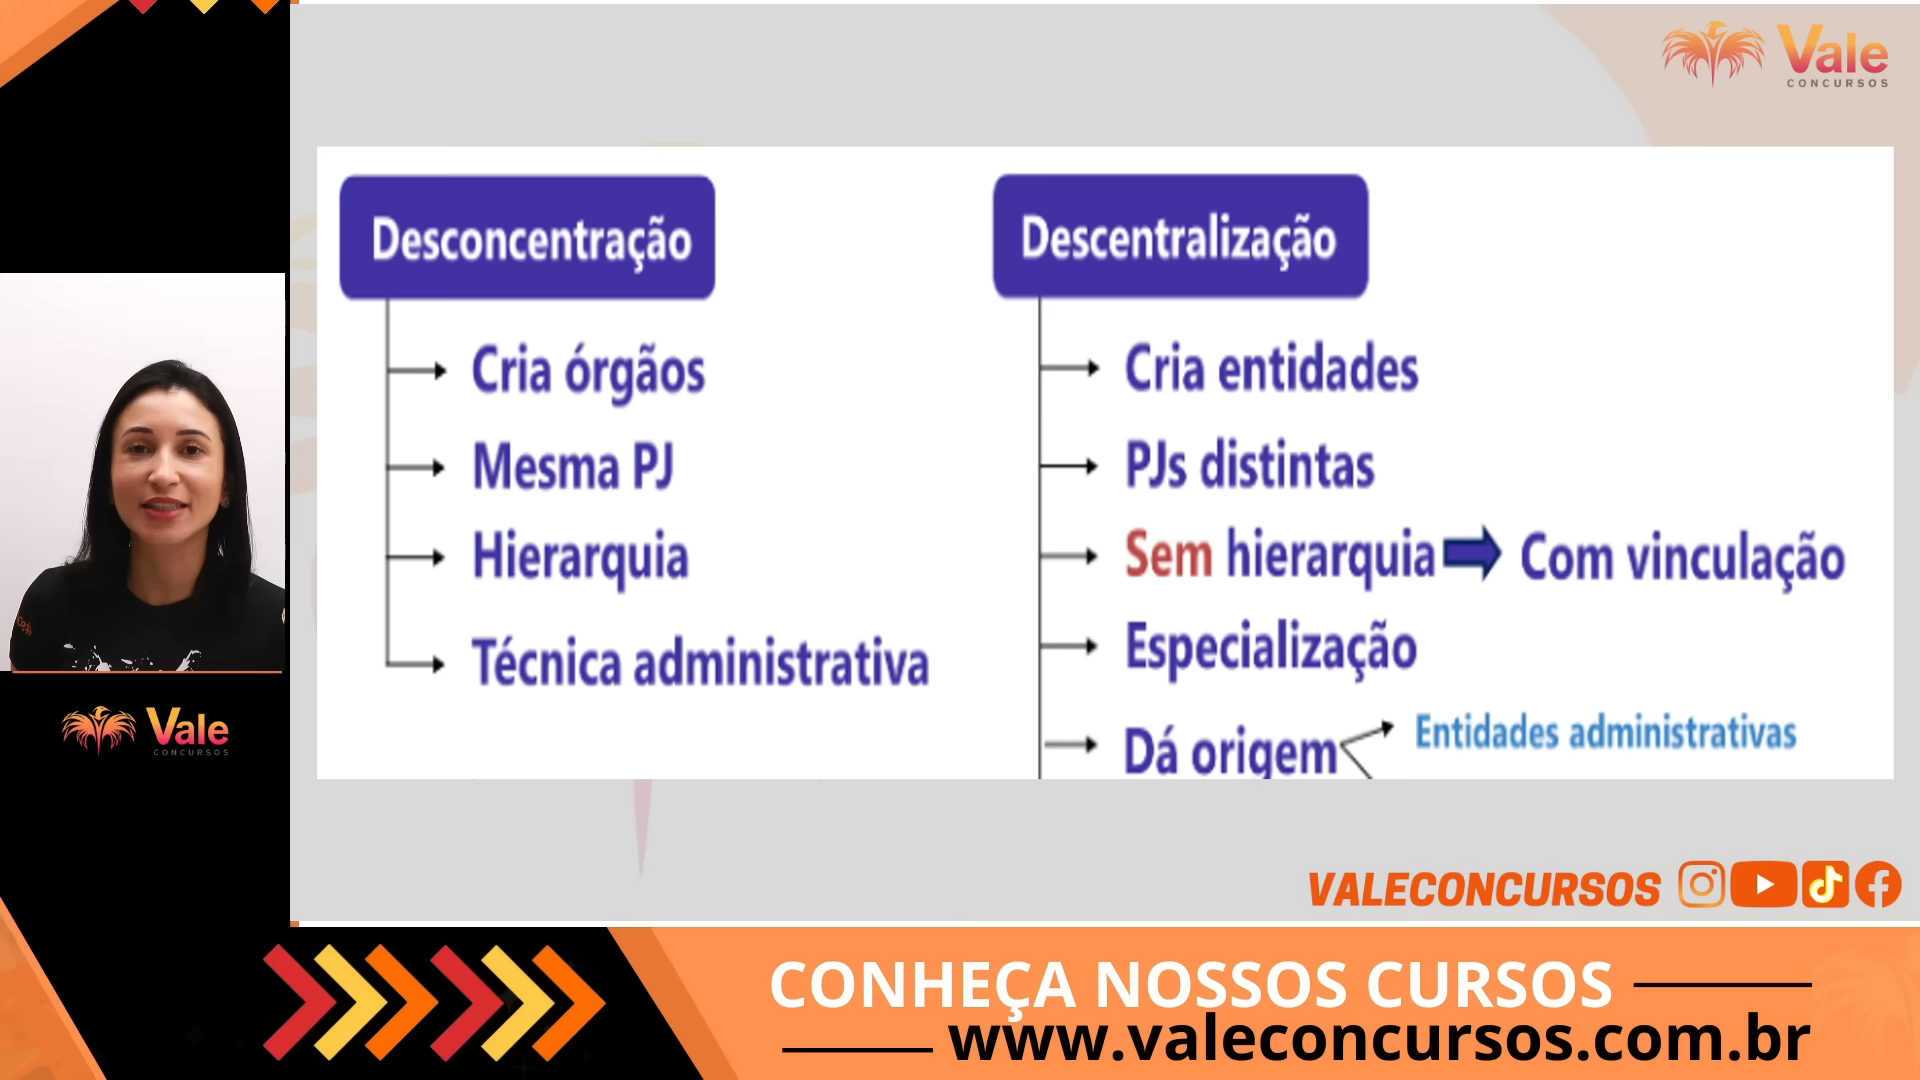 Vale
CONCURSOS
Desconcentração
Cria órgãos
Mesma PJ
Hierarquia
Técnica administrativa
Descentralização
Cria entidades
PJs distintas
Sem hierarquia Com vinculação
Especialização
Dá origem Entidades administrativas
Vale
CONCURSOS
VALECONCURSOS
CONHEÇA NOSSOS CURSOS
www.valeconcursos.com.br